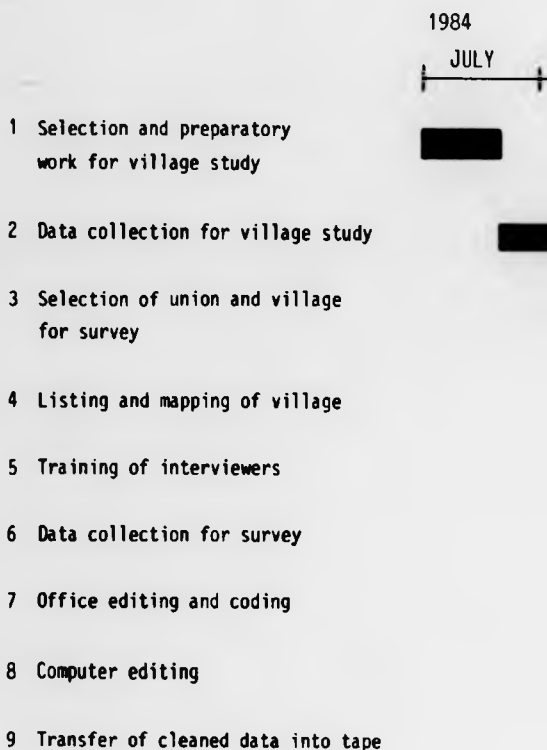 1984
JULY
1 Selection and preparatory
work for village study
2 Data collection for village study
3 Selection of union and village
for survey
4 Listing and mapping of village
5 Training of interviewers
6 Data collection for survey
7 Office editing and coding
8 Computer editing
9 Transfer of cleaned data into tape